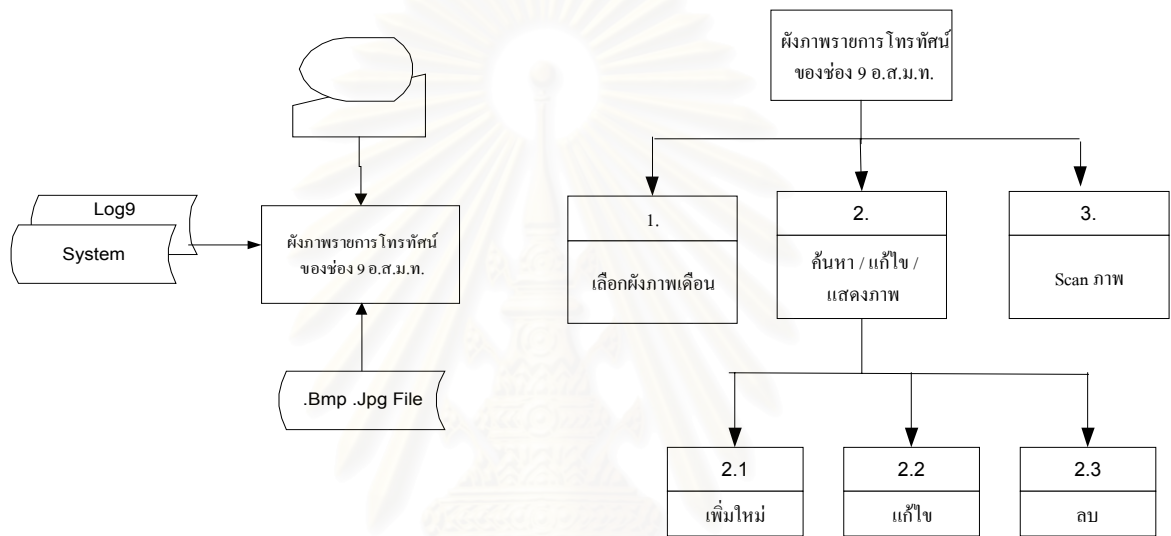 Log9
System
ผังภาพรายการโทรทัศน์
ของช่อง 9 อ.ส.ม.ท.
.Bmp .Jpg File
ผังภาพรายการโทรทัศน์
ของช่อง 9 อ.ส.ม.ท.
1.
เลือกผังภาพเดือน
2.
ค้นหา / แก้ไข /
แสดงภาพ
3.
Scan ภาพ
2.1
เพิ่มใหม่
2.2
แก้ไข
2.3
ลบ